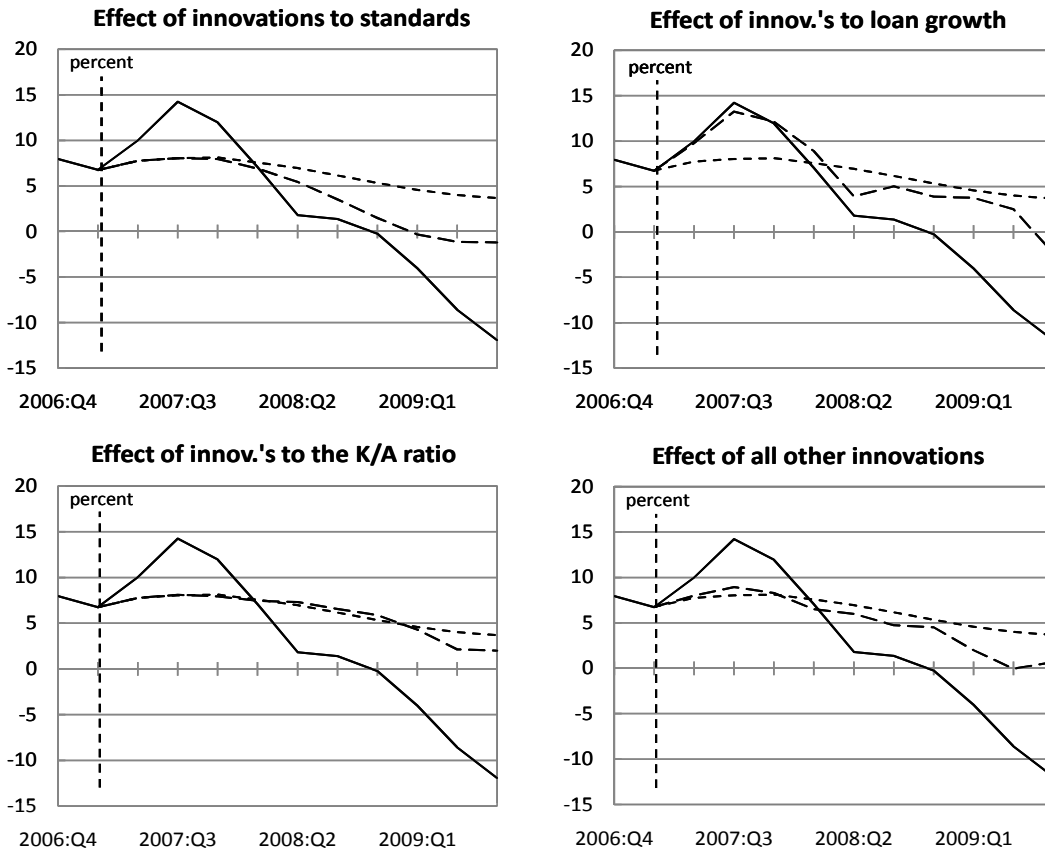 Effect of innovations to standards
20
percent
15
10
5
0
-5
-10
-15
2006:Q4 2007:Q3 2008:Q2 2009:Q1
Effect of innov.'s to loan growth
20
percent
15
10
5
0
-5
-10
-15
2006:Q4 2007:Q3 2008:Q2 2009:Q1
Effect of innov.'s to the K/A ratio
20
percent
15
10
5
0
-5
-10
-15
2006:Q4 2007:Q3 2008:Q2 2009:Q1
Effect of all other innovations
20
percent
15
10
5
0
-5
-10
-15
2006:Q4 2007:Q3 2008:Q2 2009:Q1